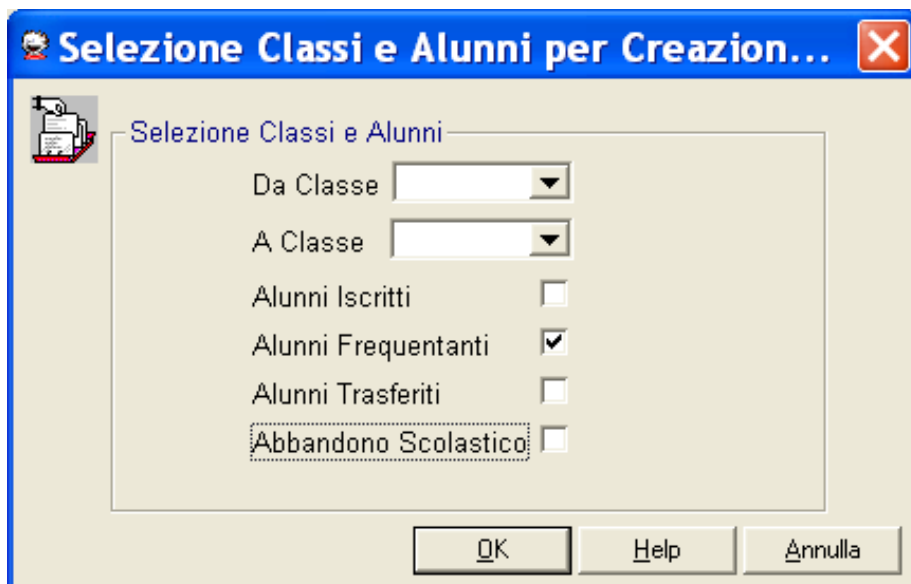 Selezione Classi e Alunni per Creazion...
Selezione Classi e Alunni
Da Classe
A Classe
Alunni Iscritti
Alunni Frequentanti
Alunni Trasferiti
Abbandono Scolastico
OK Help Annulla